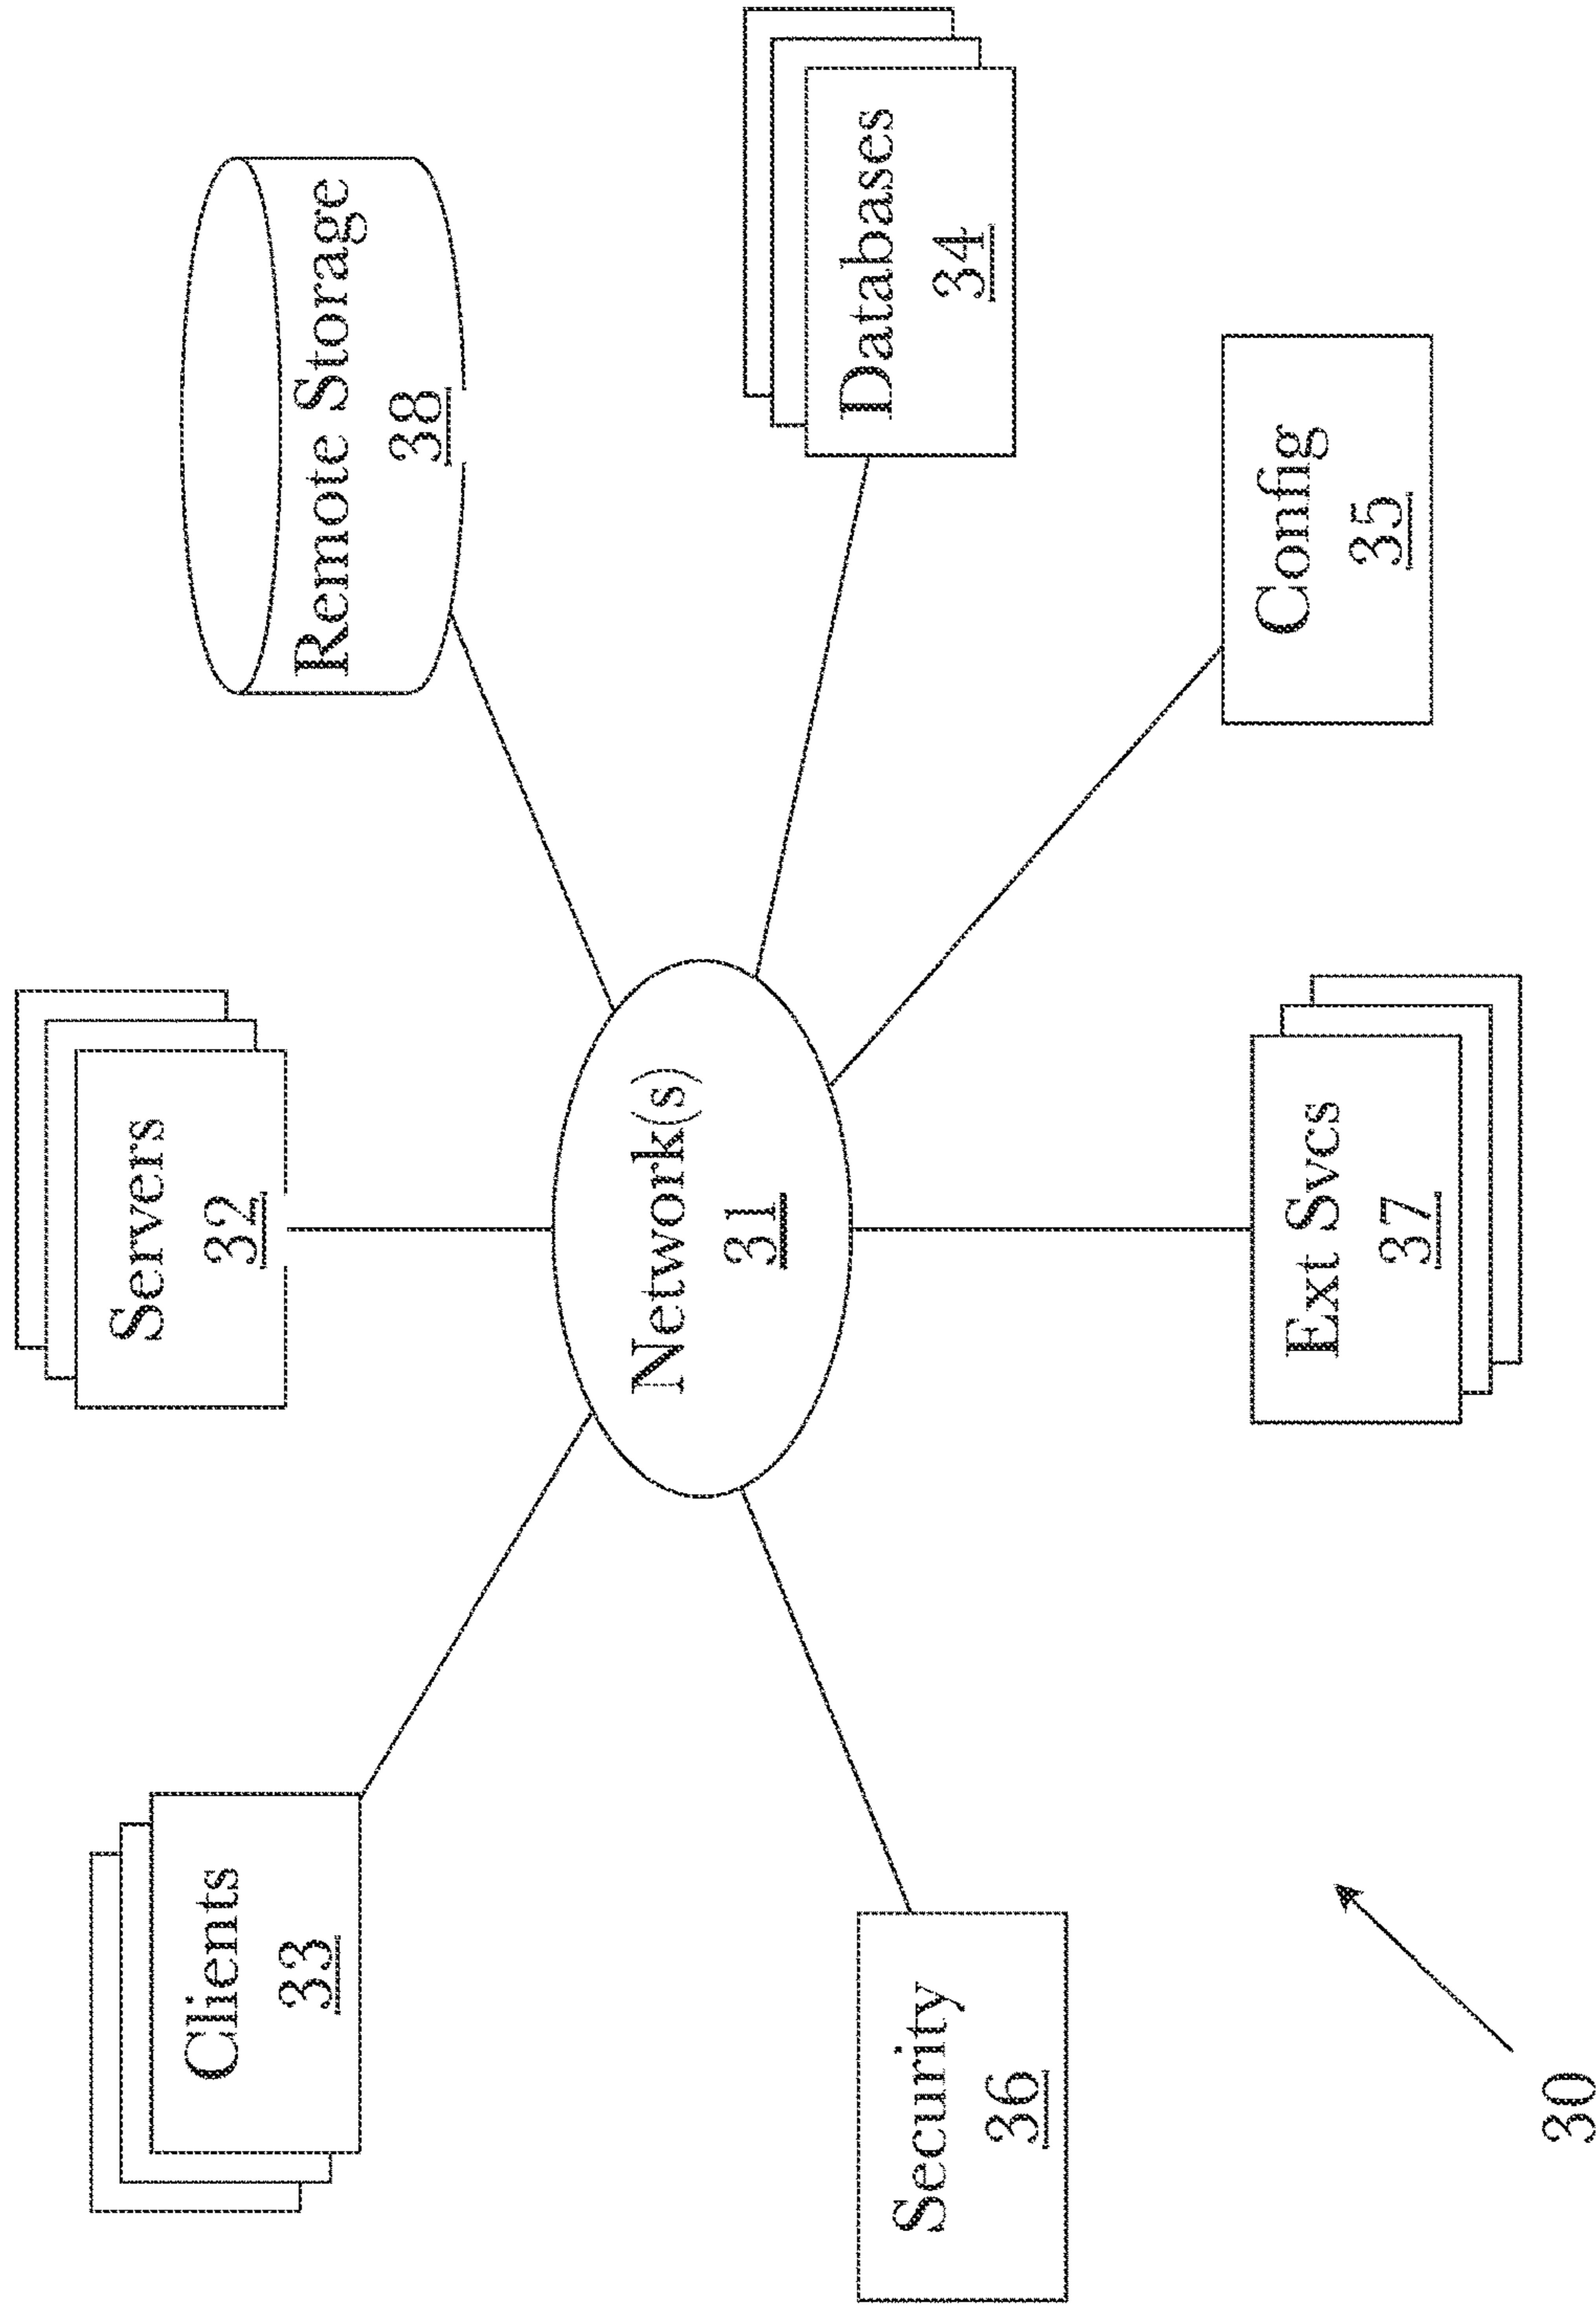 Servers
32
Clients
33
Remote Storage
38
Network(s)
31
Databases
34
Security
36
Ext Svcs
37
Config
35
30